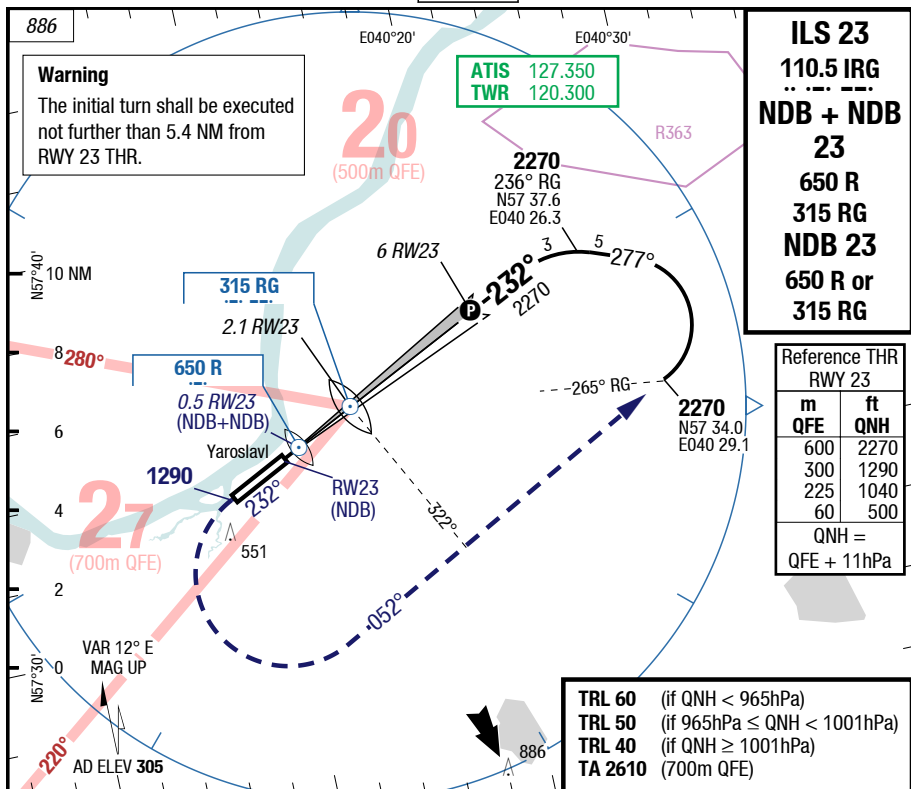 886
Warning
The initial turn shall be executed
not further than 5.4 NM from
RWY 23 THR.
E040°20'
E040°30'
ATIS 127.350
TWR 120.300
R363
20
(500m QFE)
2270
236° RG
N57 37.6
E040 26.3
6 RW23
3
5
277°
P
232°
2270
N57°40'
10 NM
315 RG
2.1 RW23
280°
8
650 R
0.5 RW23
(NDB+NDB)
265° RG
2270
N57 34.0
E040 29.1
6
Yaroslavl
1290
RW23
(NDB)
232°
4
27
(700m QFE)
551
322°
2
052°
VAR 12° E
MAG UP
0
N57°30'
220°
AD ELEV 305
886
ILS 23
110.5 IRG
NDB + NDB
23
650 R
315 RG
NDB 23
650 R or
315 RG
Reference THR
RWY 23
m ft
QFE QNH
600 2270
300 1290
225 1040
60 500
QNH =
QFE + 11hPa
TRL 60 (if QNH < 965hPa)
TRL 50 (if 965hPa ≤ QNH < 1001hPa)
TRL 40 (if QNH ≥ 1001hPa)
TA 2610 (700m QFE)